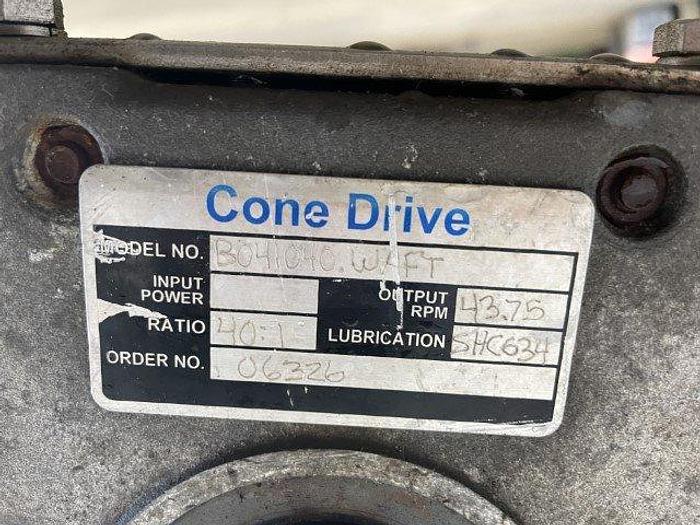 Cone Drive
MODEL NO. B041040 WAFT
INPUT POWER OUTPUT RPM 43.75
RATIO 40:1 LUBRICATION SHC634
ORDER NO. 06326